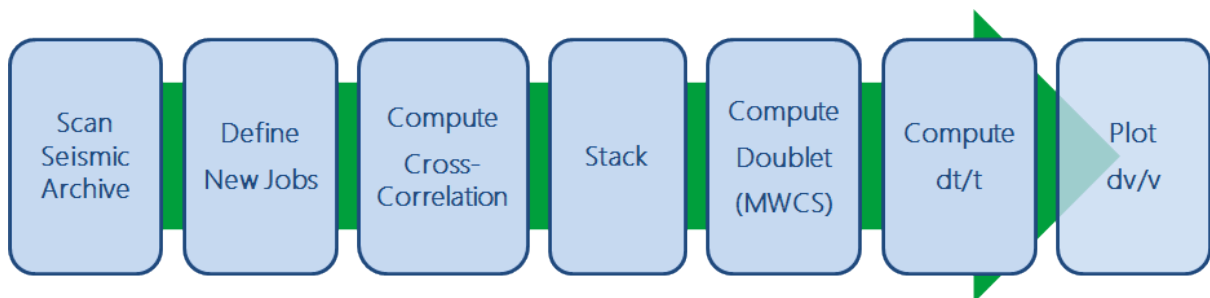 Scan
Seismic
Archive
Define
New Jobs
Compute
Cross-
Correlation
Stack
Compute
Doublet
(MWCS)
Compute
dt/t
Plot
dv/v